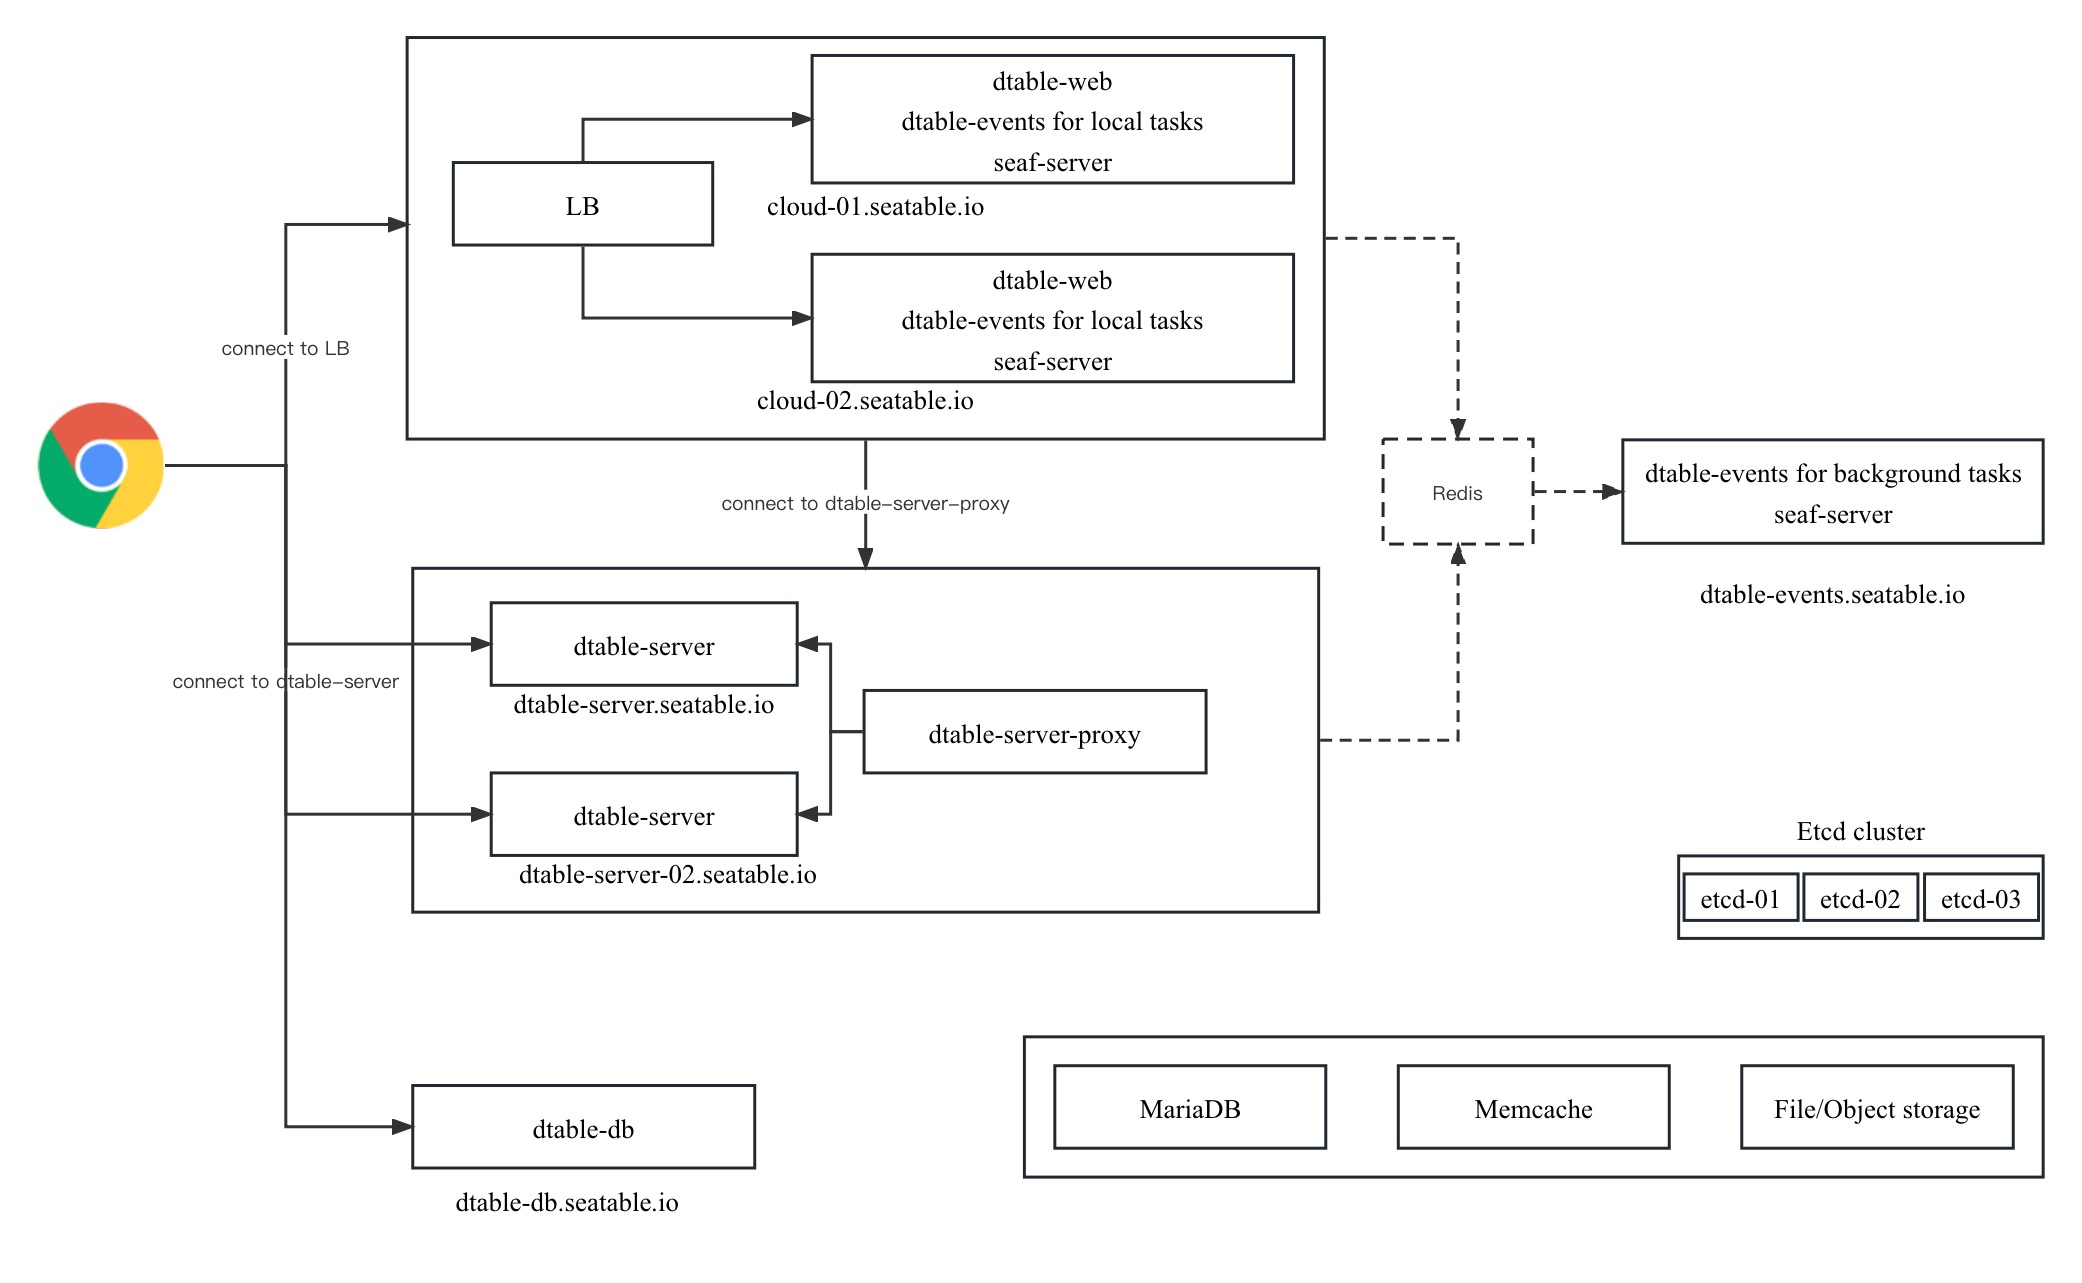 dtable-web
dtable-events for local tasks
seaf-server
LB
cloud-01.seatable.io
dtable-web
dtable-events for local tasks
seaf-server
cloud-02.seatable.io
connect to LB
connect to dtable-server-proxy
Redis
dtable-events for background tasks
seaf-server
dtable-events.seatable.io
dtable-server
connect to dtable-server
dtable-server.seatable.io
dtable-server-proxy
dtable-server
dtable-server-02.seatable.io
Etcd cluster
etcd-01 etcd-02 etcd-03
MariaDB Memcache File/Object storage
dtable-db
dtable-db.seatable.io